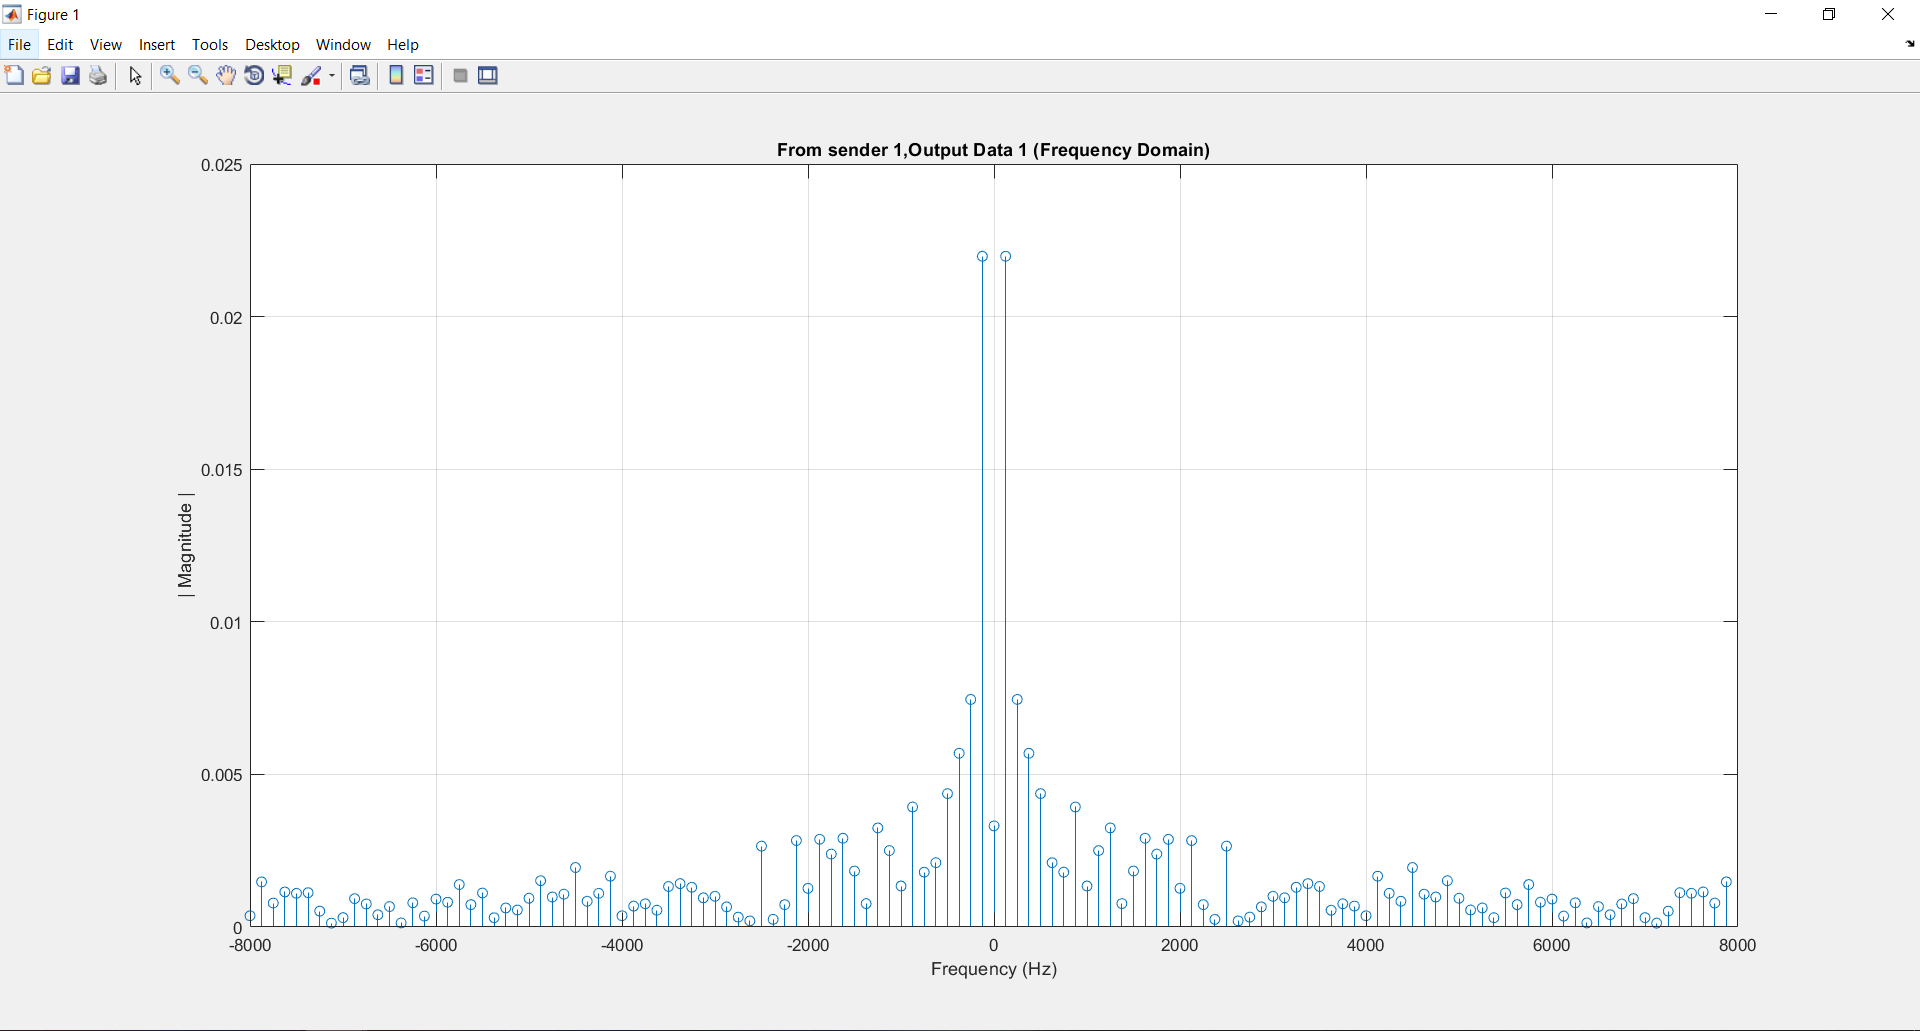 Figure 1
File Edit View Insert Tools Desktop Window Help
From sender 1,Output Data 1 (Frequency Domain)
0.025
0.02
0.015
0.01
0.005
0
| Magnitude |
-8000 -6000 -4000 -2000 0 2000 4000 6000 8000
Frequency (Hz)